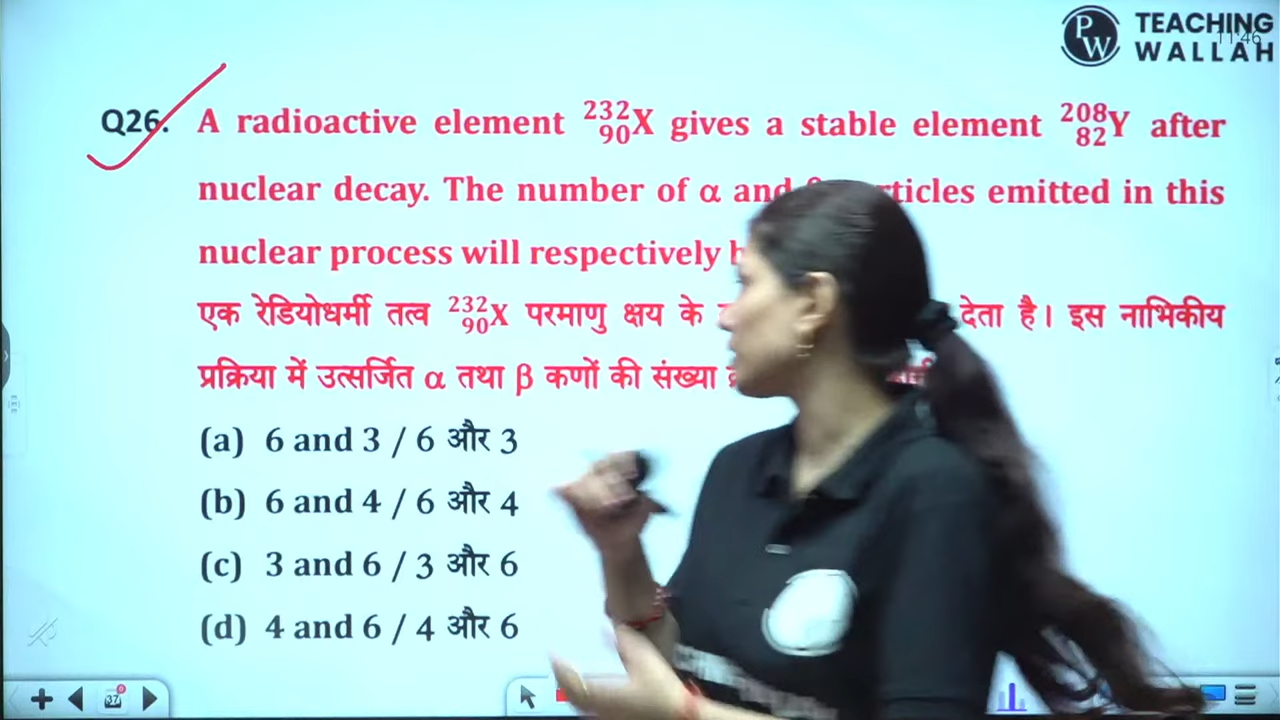 TEACHING
WALLAH
11:46
Q26. A radioactive element ²³²₉₀X gives a stable element ²⁰⁸₈₂Y after
nuclear decay. The number of α and emitted in this
nuclear process will respectively
एक रेडियोधर्मी तत्व ²³²₉₀X परमाणु क्षय के देता है। इस नाभिकीय
प्रक्रिया में उत्सर्जित α तथा β कणों की संख्या
(a) 6 and 3 / 6 और 3
(b) 6 and 4 / 6 और 4
(c) 3 and 6 / 3 और 6
(d) 4 and 6 / 4 और 6
37